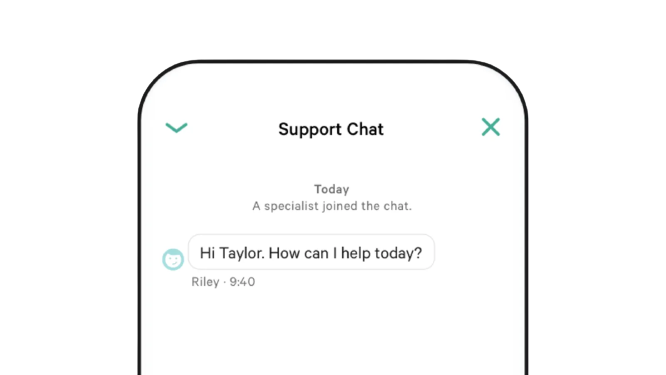 Support Chat
Today
A specialist joined the chat.
Hi Taylor. How can I help today?
Riley · 9:40